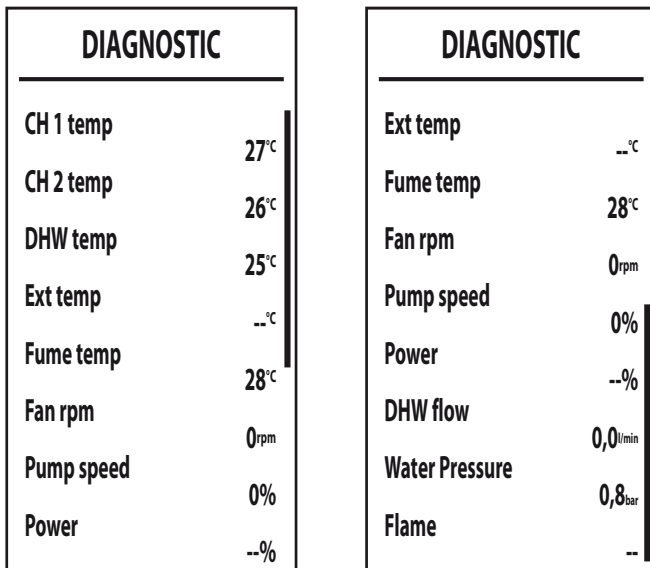 DIAGNOSTIC
CH 1 temp
27°C
CH 2 temp
26°C
DHW temp
25°C
Ext temp
--°C
Fume temp
28°C
Fan rpm
0rpm
Pump speed
0%
Power
--%
DIAGNOSTIC
Ext temp
--°C
Fume temp
28°C
Fan rpm
0rpm
Pump speed
0%
Power
--%
DHW flow
0,0l/min
Water Pressure
0,8bar
Flame
--